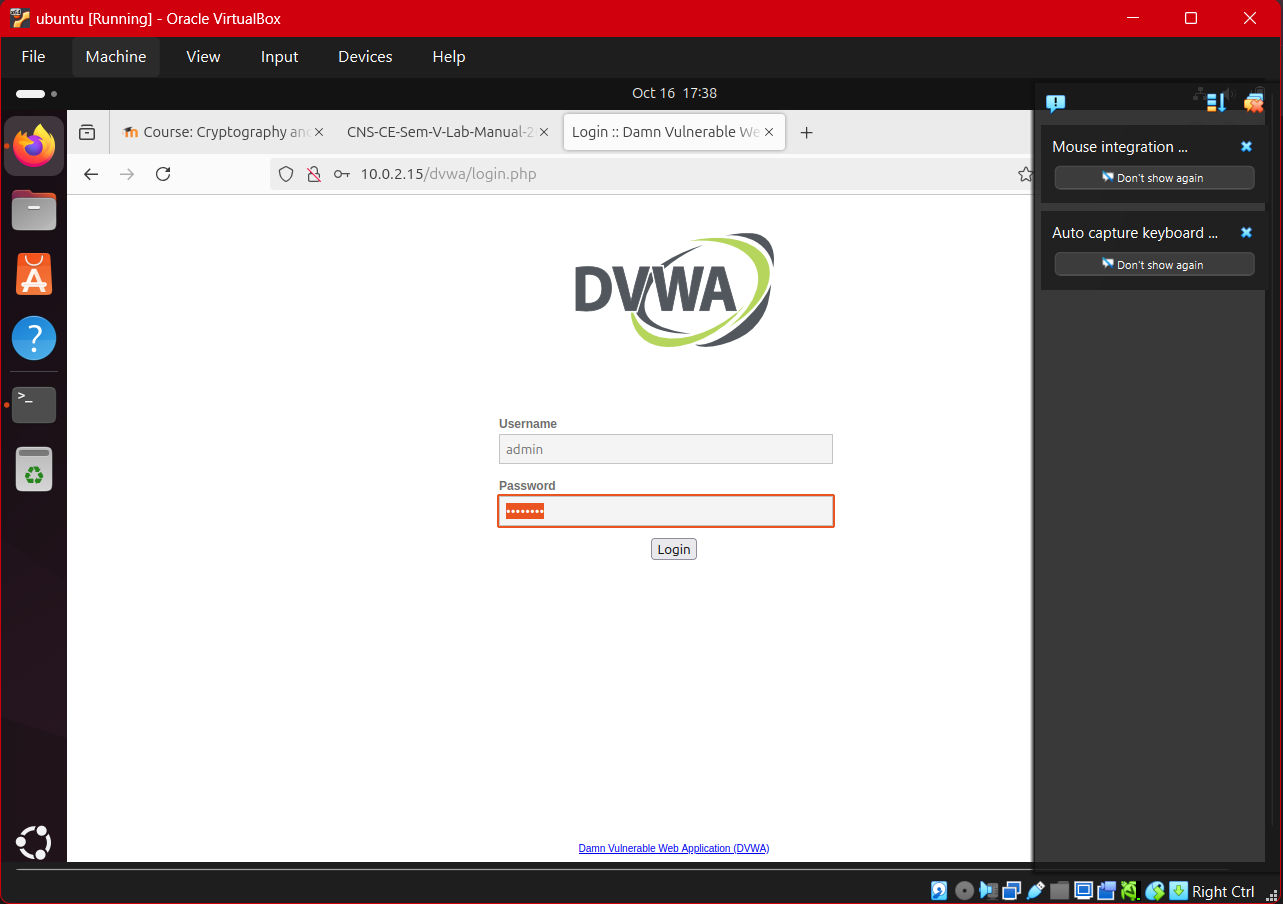 ubuntu [Running] - Oracle VirtualBox
File Machine View Input Devices Help
Oct 16 17:38
Course: Cryptography an
CNS-CE-Sem-V-Lab-Manual-2
Login :: Damn Vulnerable We
10.0.2.15/dvwa/login.php
Mouse integration ...
Don't show again
Auto capture keyboard ...
Don't show again
DVWA
Username
admin
Password
••••••••
Login
Damn Vulnerable Web Application (DVWA)
Right Ctrl